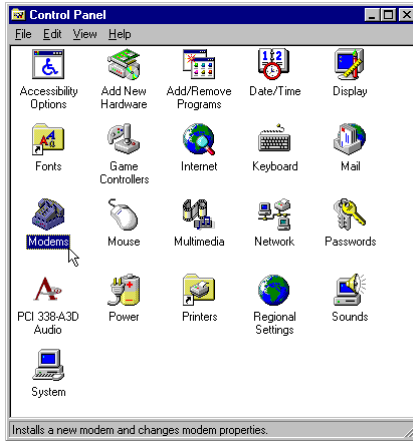 Control Panel
File Edit View Help
Accessibility Options
Add New Hardware
Add/Remove Programs
Date/Time
Display
Fonts
Game Controllers
Internet
Keyboard
Mail
Modems
Mouse
Multimedia
Network
Passwords
PCI 338-A3D Audio
Power
Printers
Regional Settings
Sounds
System
Installs a new modem and changes modem properties.